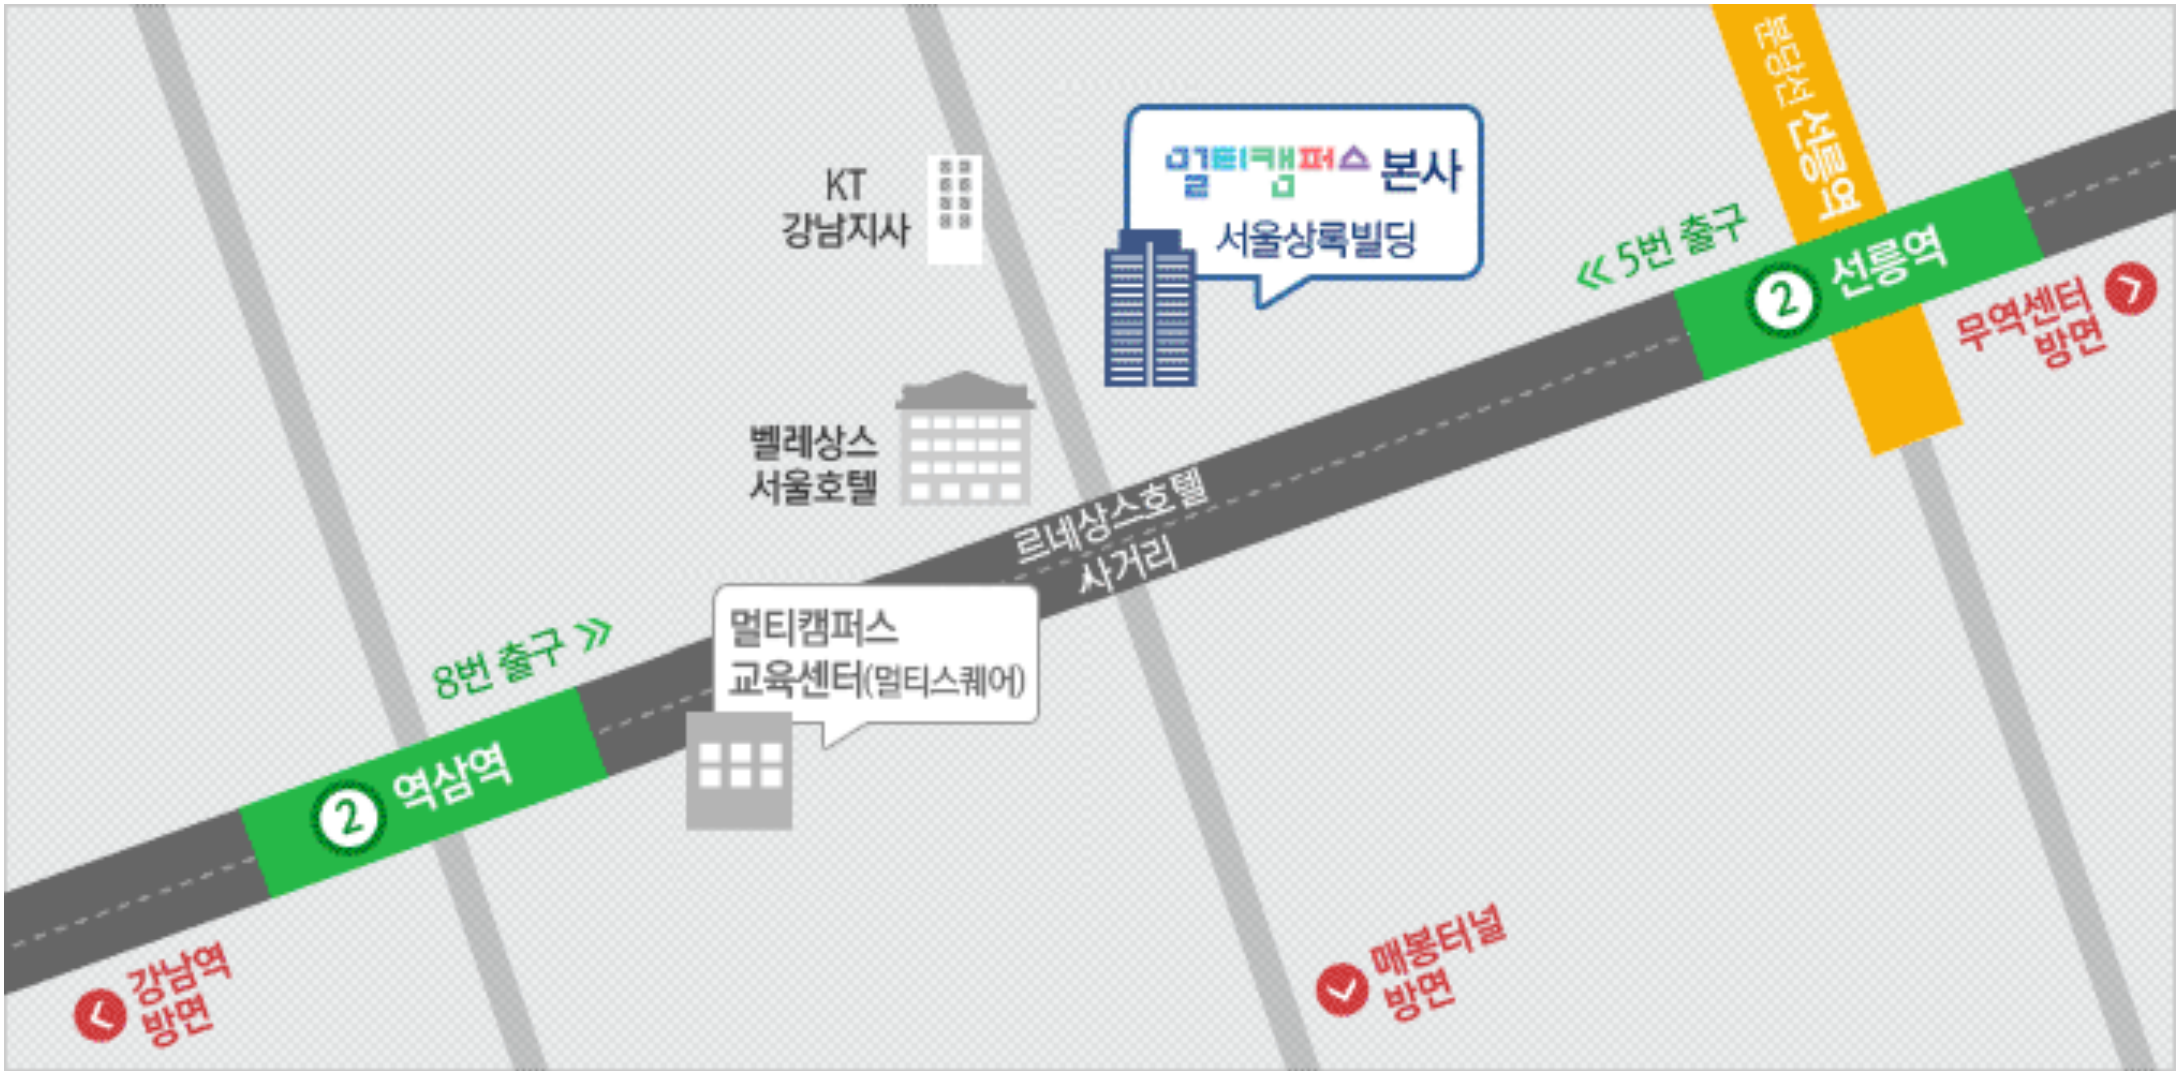 분당선 선릉역
멀티캠퍼스 본사
서울상록빌딩
KT
강남지사
5번 출구
2 선릉역
무역센터
방면
벨레상스
서울호텔
르네상스호텔
사거리
멀티캠퍼스
교육센터(멀티스퀘어)
8번 출구
2 역삼역
강남역
방면
매봉터널
방면